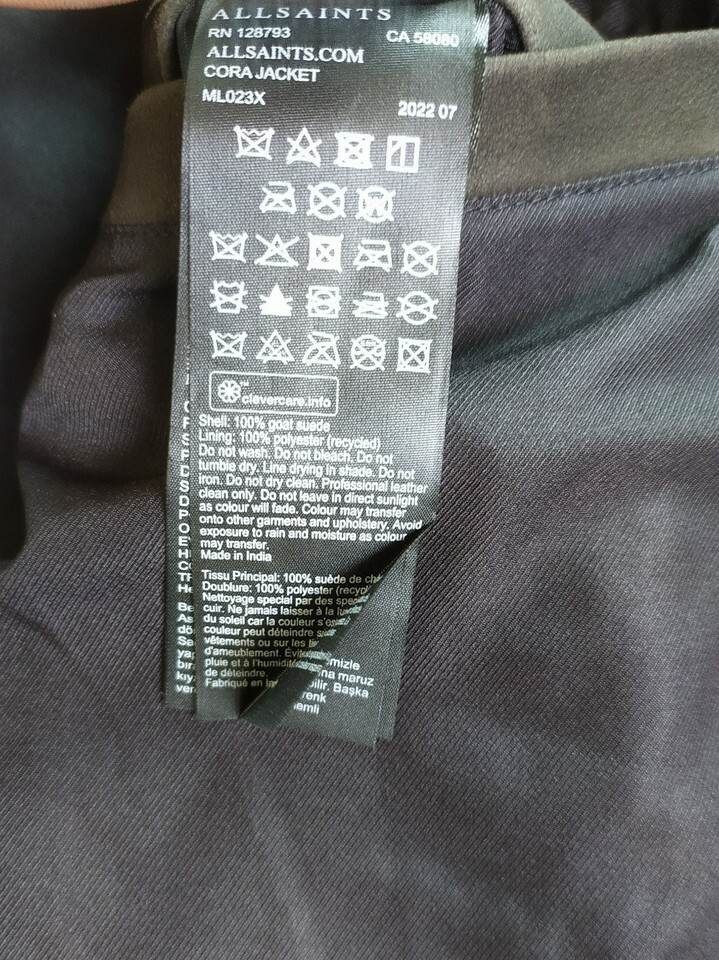 ALLSAINTS
RN 128793 CA 58080
ALLSAINTS.COM
CORA JACKET
ML023X 2022 07
clevercare.info
Shell: 100% goat suede
Lining: 100% polyester (recycled)
Do not wash. Do not bleach. Do not
tumble dry. Line drying in shade. Do not
iron. Do not dry clean. Professional leather
clean only. Do not leave in direct sunlight
as colour will fade. Colour may transfer
onto other garments and upholstery. Avoid
exposure to rain and moisture as colour
may transfer.
Made in India
Tissu Principal: 100% suède de
Doublure: 100% polyester
Nettoyage special par des
cuir. Ne jamais laisser à la
du soleil car la couleur
couleur peut déteindre
vêtements ou sur les
d'ameublement.
pluie et à l'humidité
de déteindre. maruz
Fabriqué en Başka